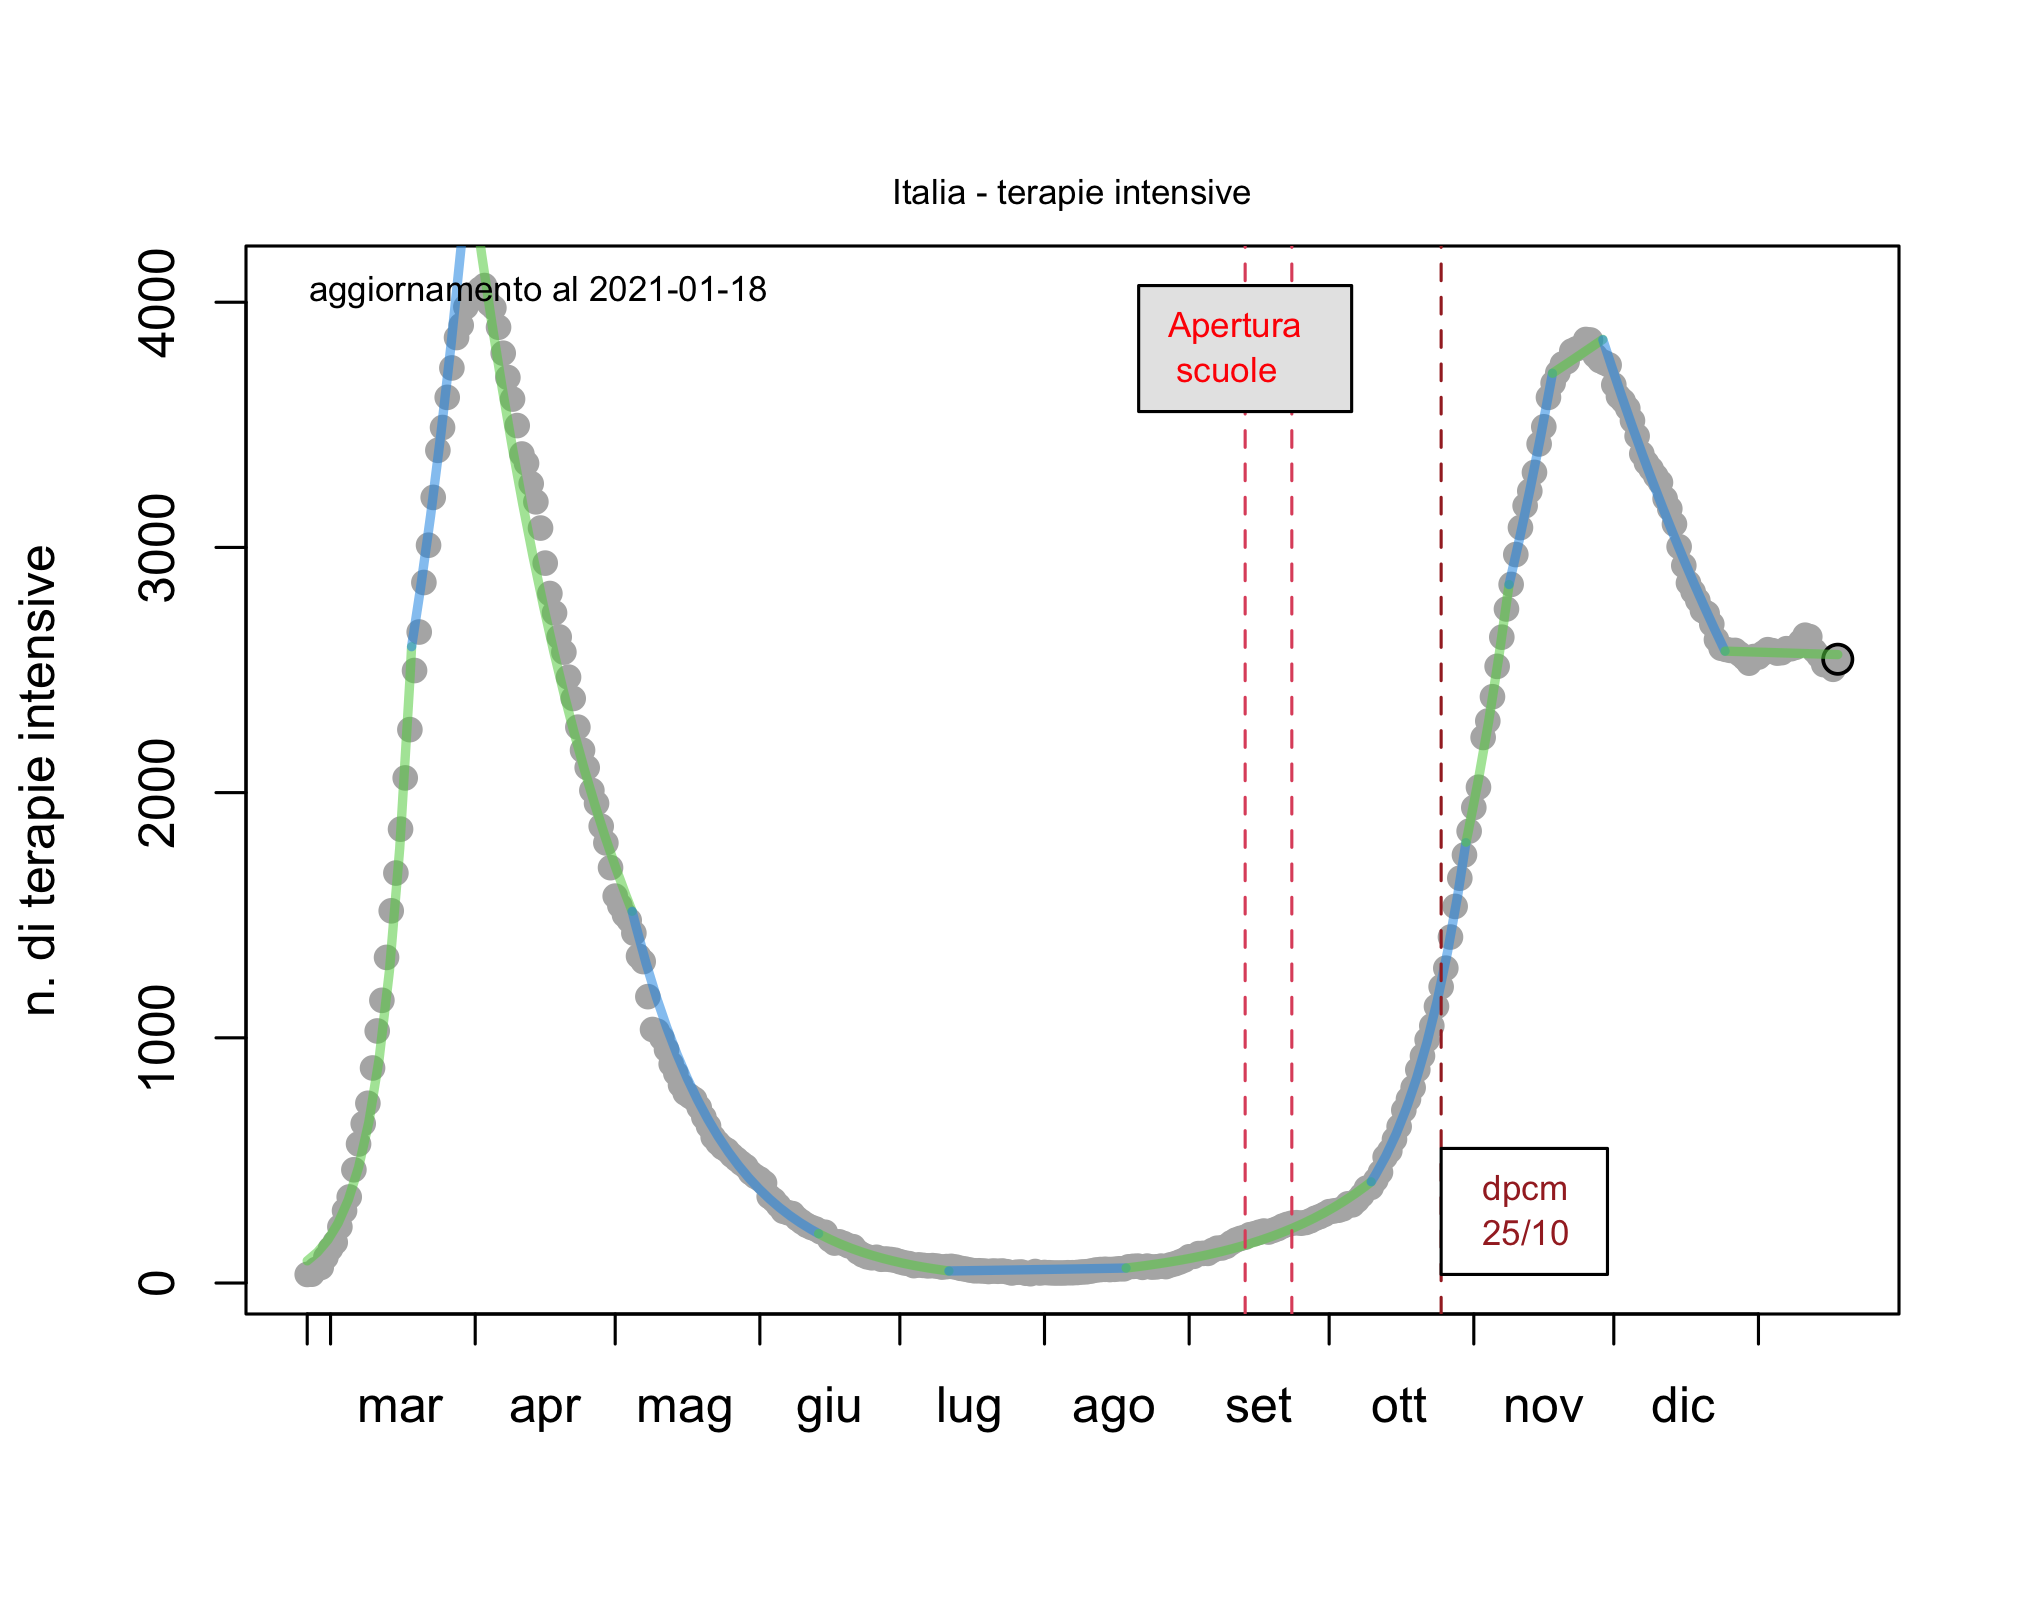 Italia - terapie intensive
aggiornamento al 2021-01-18
Apertura
scuole
dpcm
25/10
n. di terapie intensive
4000
3000
2000
1000
0
mar apr mag giu lug ago set ott nov dic